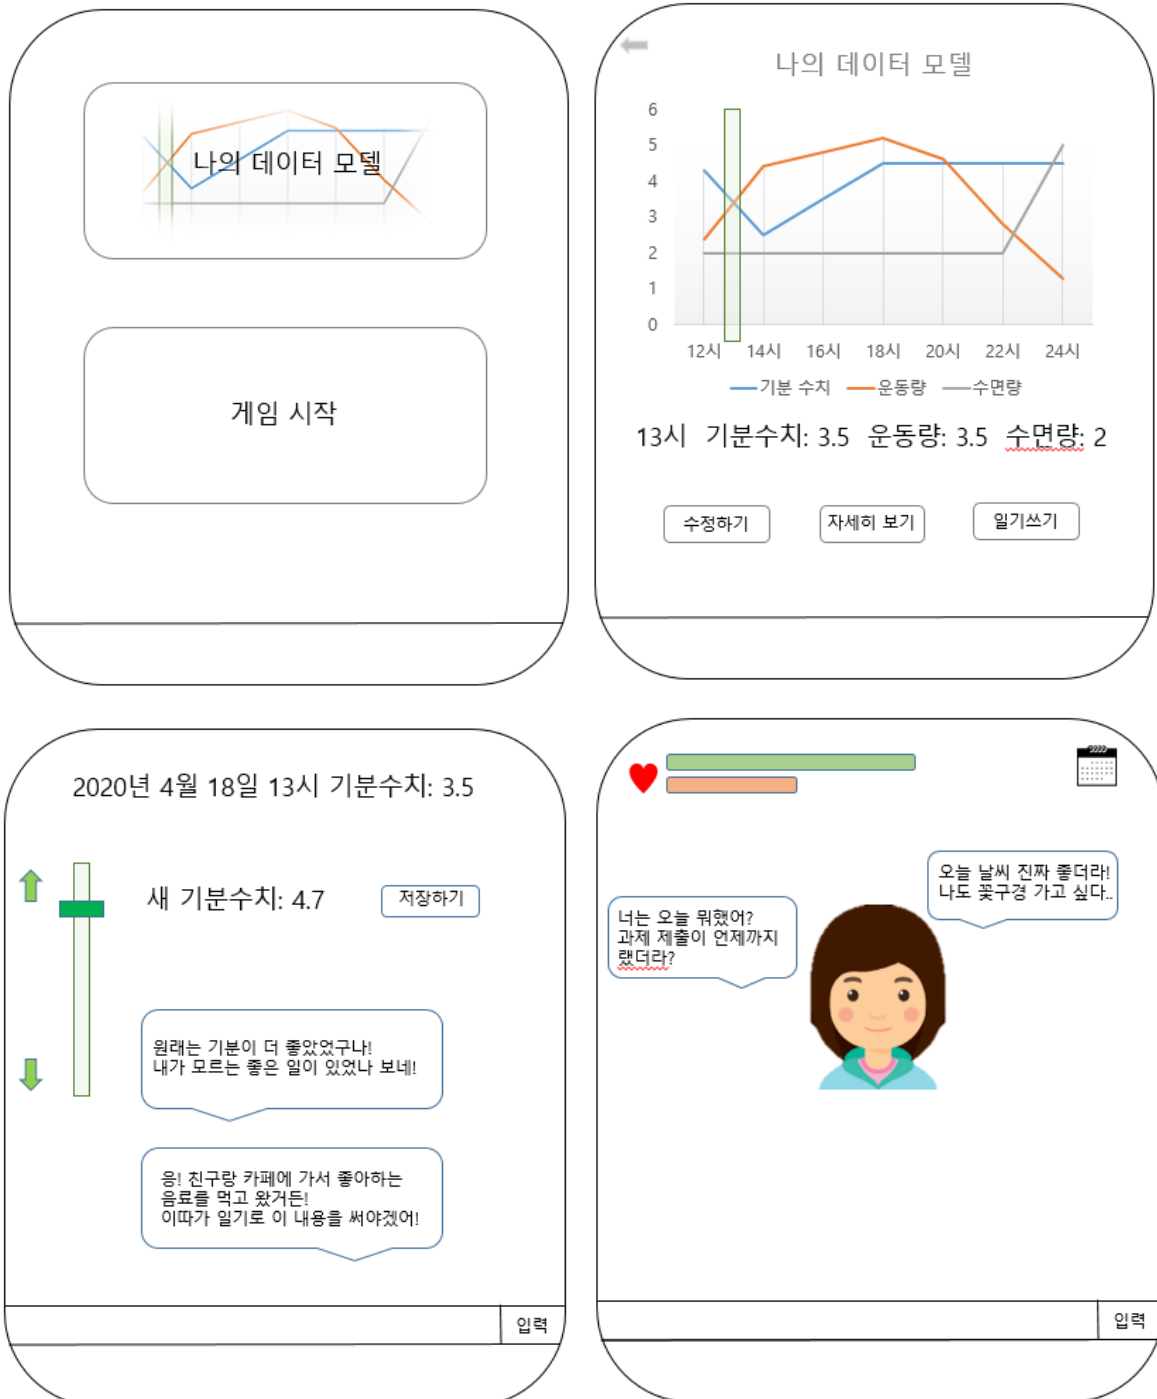 나의 데이터 모델
게임 시작
나의 데이터 모델
6
5
4
3
2
1
0
12시 14시 16시 18시 20시 22시 24시
기분 수치 운동량 수면량
13시 기분수치: 3.5 운동량: 3.5 수면량: 2
수정하기 자세히 보기 일기쓰기
2020년 4월 18일 13시 기분수치: 3.5
새 기분수치: 4.7 저장하기
원래는 기분이 더 좋았었구나!
내가 모르는 좋은 일이 있었나 보네!
응! 친구랑 카페에 가서 좋아하는
음료를 먹고 왔거든!
이따가 일기로 이 내용을 써야겠어!
입력
오늘 날씨 진짜 좋더라!
나도 꽃구경 가고 싶다..
너는 오늘 뭐했어?
과제 제출이 언제까지
랬더라?
입력